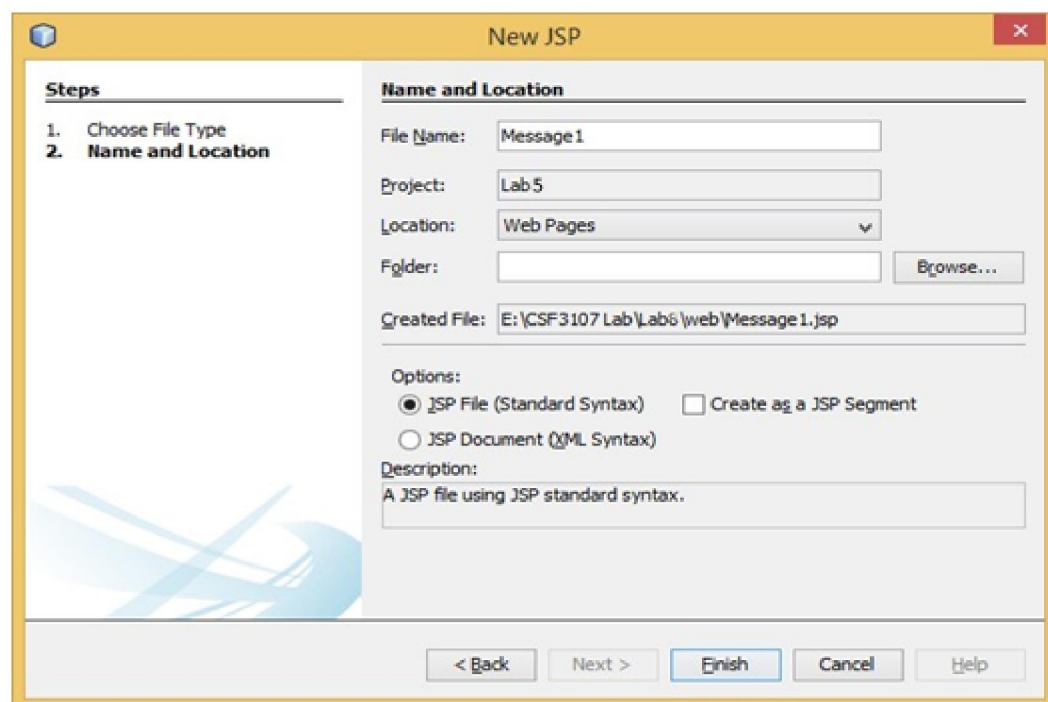 New JSP
Steps
1. Choose File Type
2. Name and Location
Name and Location
File Name: Message1
Project: Lab5
Location: Web Pages
Folder: Browse...
Created File: E:\CSF3107 Lab\Lab6\web\Message1.jsp
Options:
JSP File (Standard Syntax) Create as a JSP Segment
JSP Document (XML Syntax)
Description:
A JSP file using JSP standard syntax.
< Back Next > Finish Cancel Help